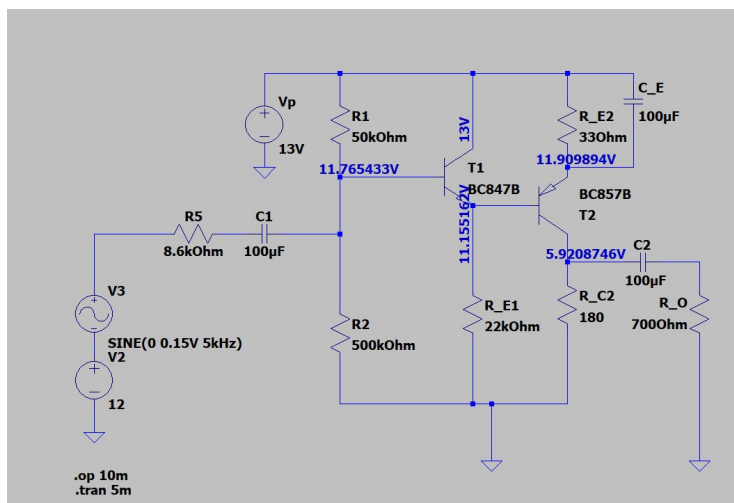 C_E
100µF
Vp
13V
R1
50kOhm
13V
R_E2
33Ohm
11.909894V
11.765433V
T1
BC847B
BC857B
T2
11.155162V
R5
8.6kOhm
C1
100µF
5.9208746V
C2
100µF
V3
SINE(0 0.15V 5kHz)
R2
500kOhm
R_E1
22kOhm
R_C2
180
R_O
700Ohm
V2
12
.op 10m
.tran 5m